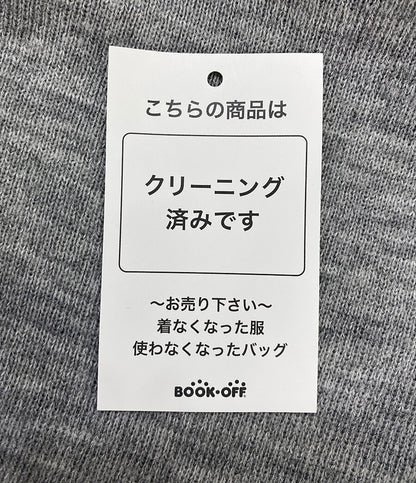 こちらの商品は
クリーニング
済みです
～お売り下さい～
着なくなった服
使わなくなったバッグ
BOOK・OFF